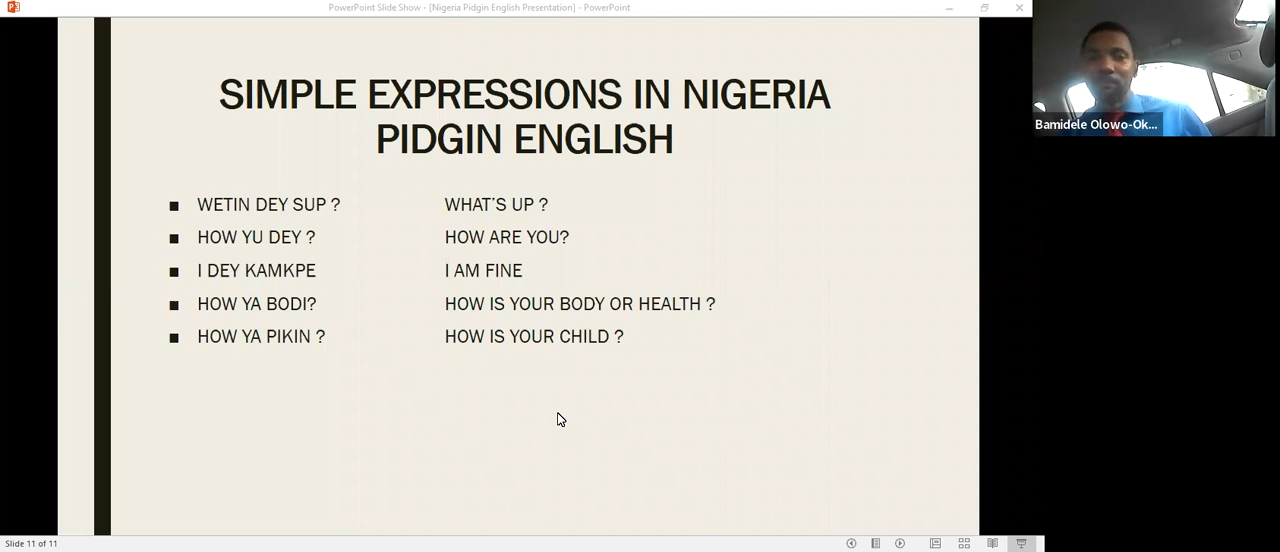 PowerPoint Slide Show - [Nigeria Pidgin English Presentation] - PowerPoint
SIMPLE EXPRESSIONS IN NIGERIA
PIDGIN ENGLISH
WETIN DEY SUP ? WHAT'S UP ?
HOW YU DEY ? HOW ARE YOU?
I DEY KAMKPE I AM FINE
HOW YA BODI? HOW IS YOUR BODY OR HEALTH ?
HOW YA PIKIN ? HOW IS YOUR CHILD ?
Bamidele Olowo-Ok...
Slide 11 of 11